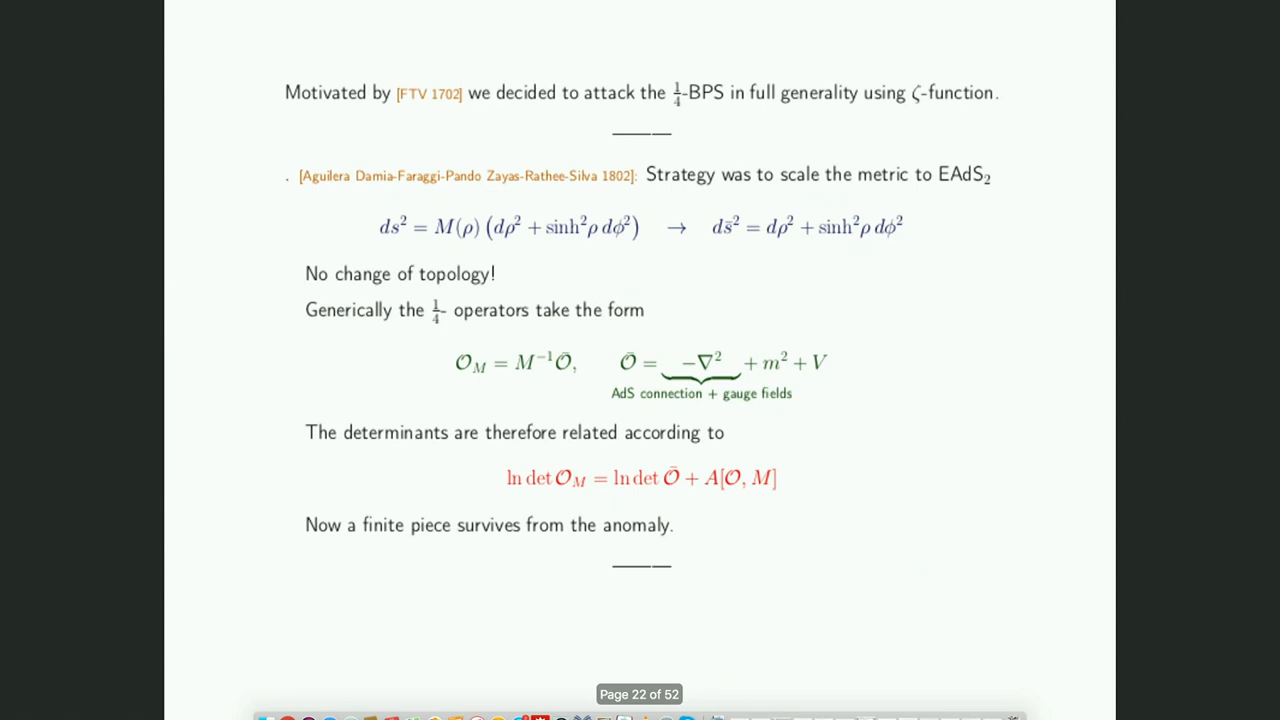 Motivated by [FTV 1702] we decided to attack the 1/4-BPS in full generality using ζ-function.
. [Aguilera Damia-Faraggi-Pando Zayas-Rathee-Silva 1802]: Strategy was to scale the metric to EAdS₂
ds² = M(ρ) (dρ² + sinh²ρ dϕ²) → ds̄² = dρ² + sinh²ρ dϕ²
No change of topology!
Generically the 1/4- operators take the form
𝒪_M = M⁻¹𝒪̄, 𝒪̄ = −∇² + m² + V
AdS connection + gauge fields
The determinants are therefore related according to
ln det 𝒪_M = ln det 𝒪̄ + A[𝒪, M]
Now a finite piece survives from the anomaly.
Page 22 of 52